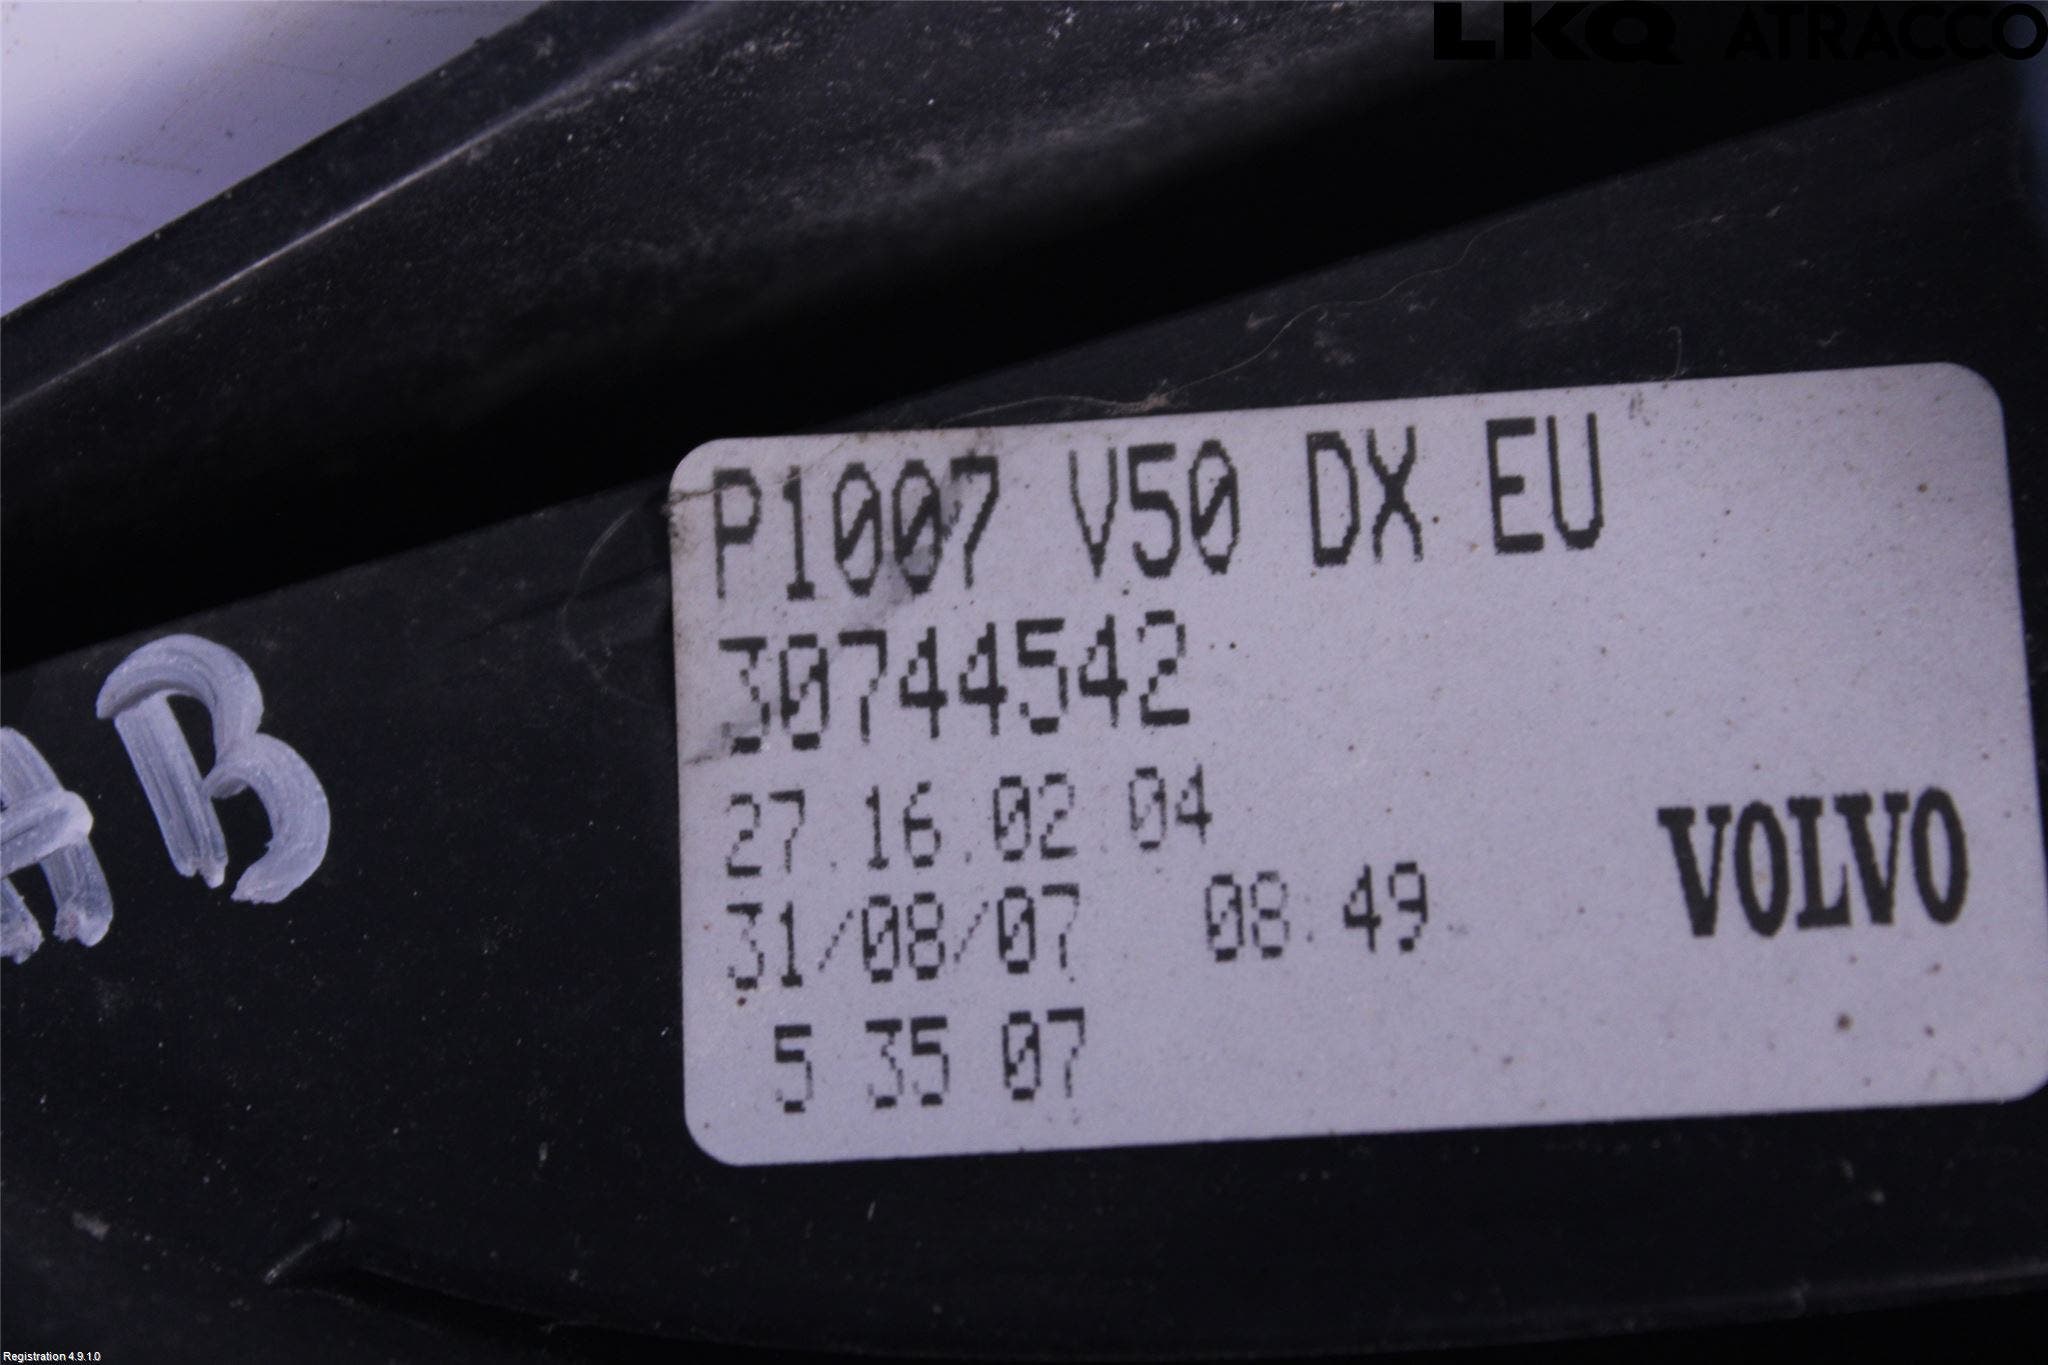 LKQ ATRACCO
P1007 V50 DX EU
30744542
27.16.02.04
31/08/07 08:49
5 35 07
VOLVO
AB
Registration 4.9.1.0